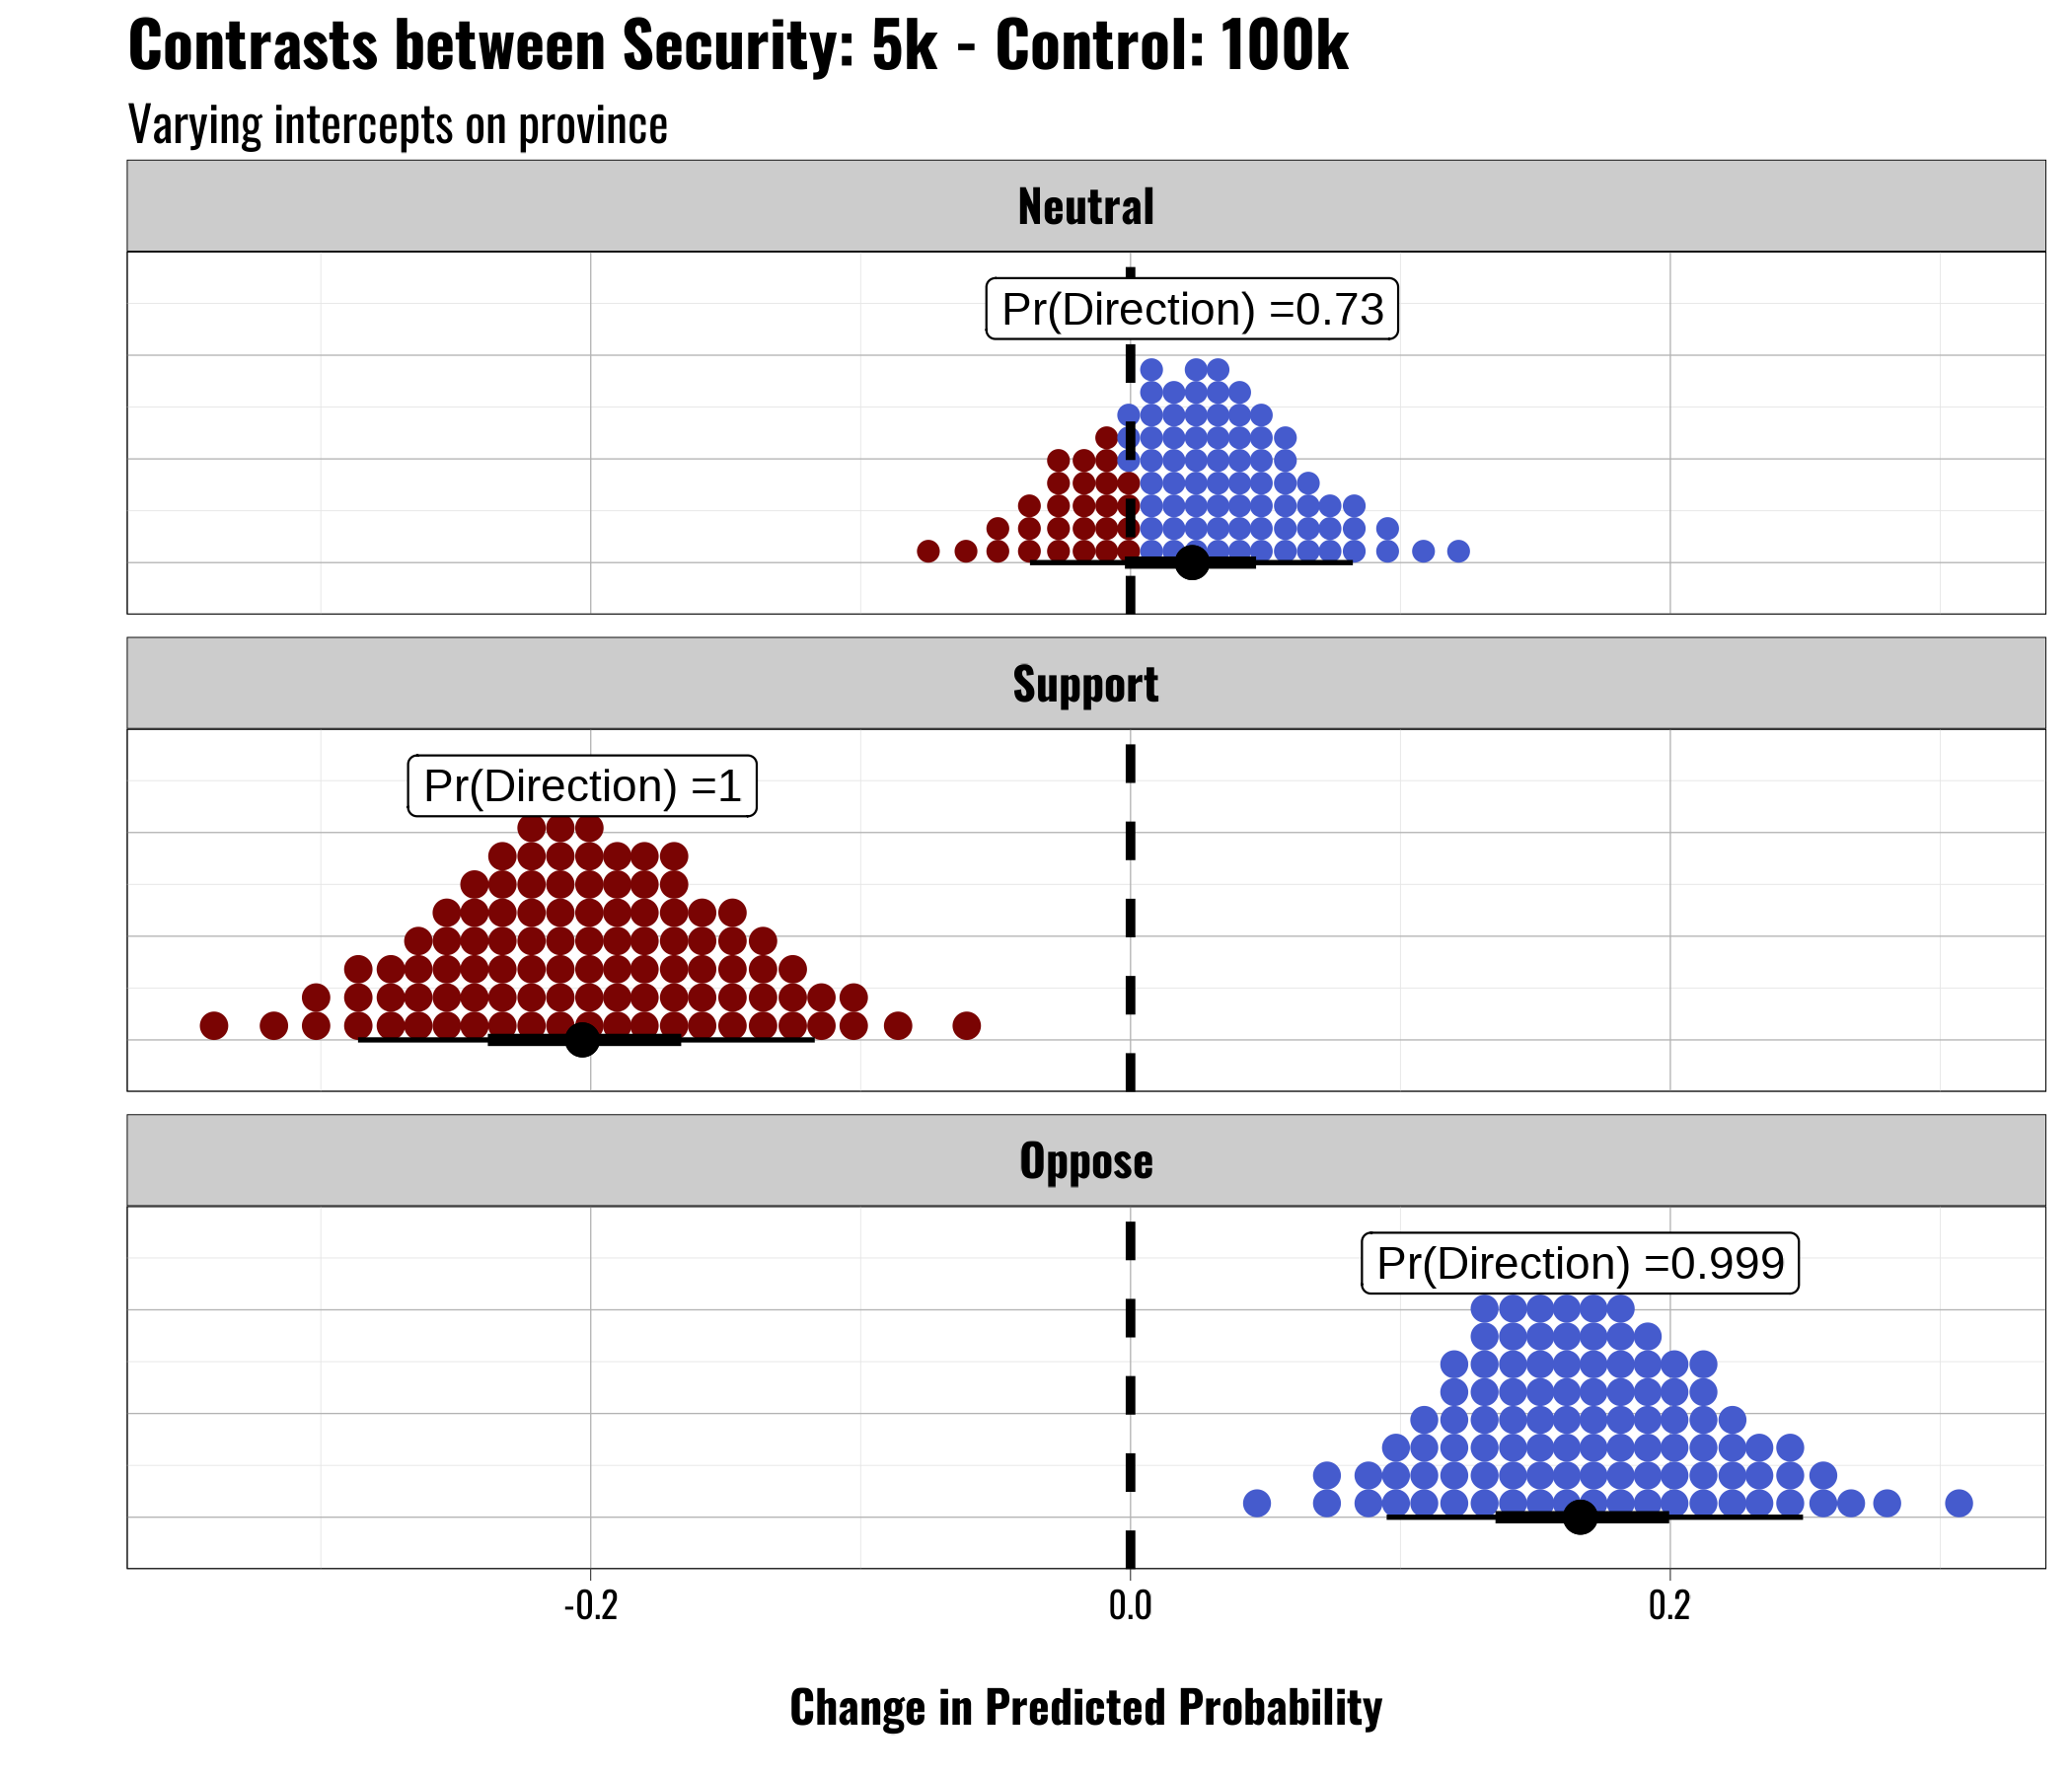 Contrasts between Security: 5k - Control: 100k
Varying intercepts on province
Neutral
Pr(Direction) =0.73
Support
Pr(Direction) =1
Oppose
Pr(Direction) =0.999
-0.2 0.0 0.2
Change in Predicted Probability